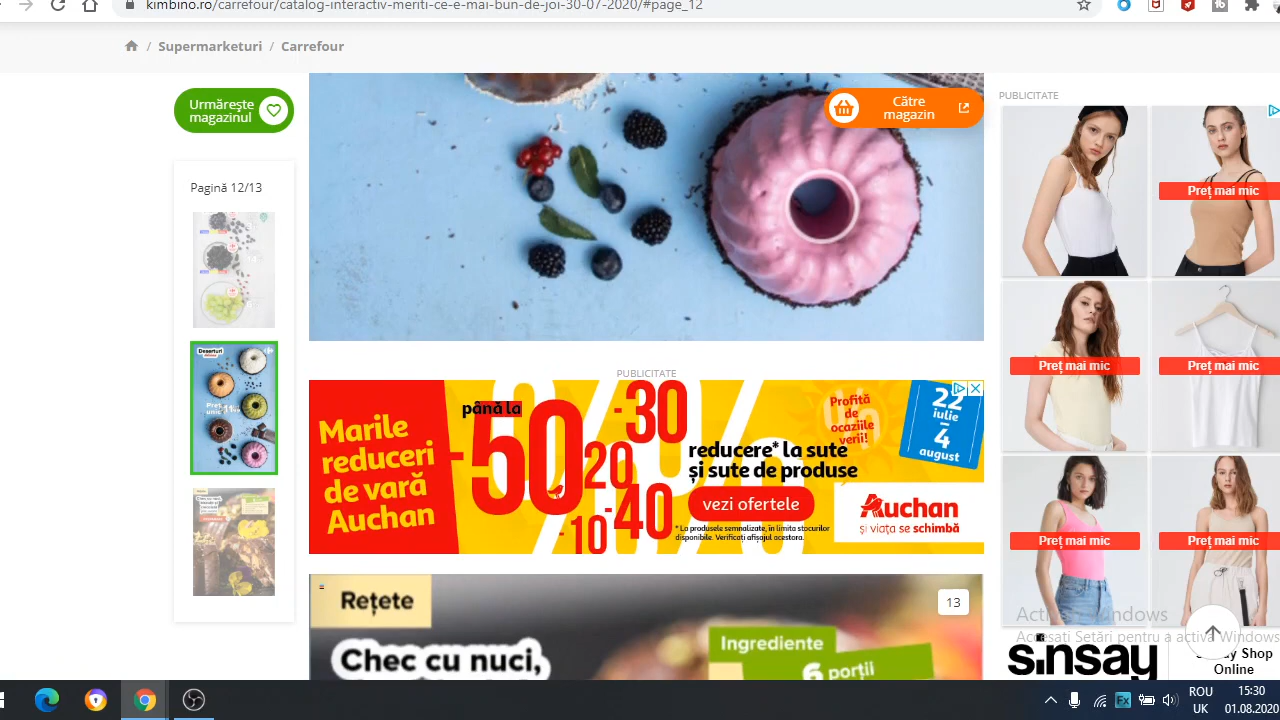 kimbino.ro/carrefour/catalog-interactiv-meriti-ce-e-mai-bun-de-joi-30-07-2020/#page_12
/ Supermarketuri / Carrefour
Urmărește
magazinul
Către
magazin
Pagină 12/13
Deserturi
PUBLICITATE
Marile
reduceri
de vară
Auchan
până la
-50%
-30
20
-40
-10
reducere* la sute
și sute de produse
vezi ofertele
* La produsele semnalizate, în limita stocurilor
disponibile. Verificați afișajul acestora.
Profită
de
ocaziile
verii!
22
iulie
–
4
august
Auchan
și viața se schimbă
Rețete
13
Chec cu nuci,
Ingrediente
6 porții
PUBLICITATE
Preț mai mic
Preț mai mic
Preț mai mic
Preț mai mic
Preț mai mic
sinsay
Shop
Online
Windows
Accesați Setări pentru a activa Windows
ROU
UK
15:30
01.08.2020